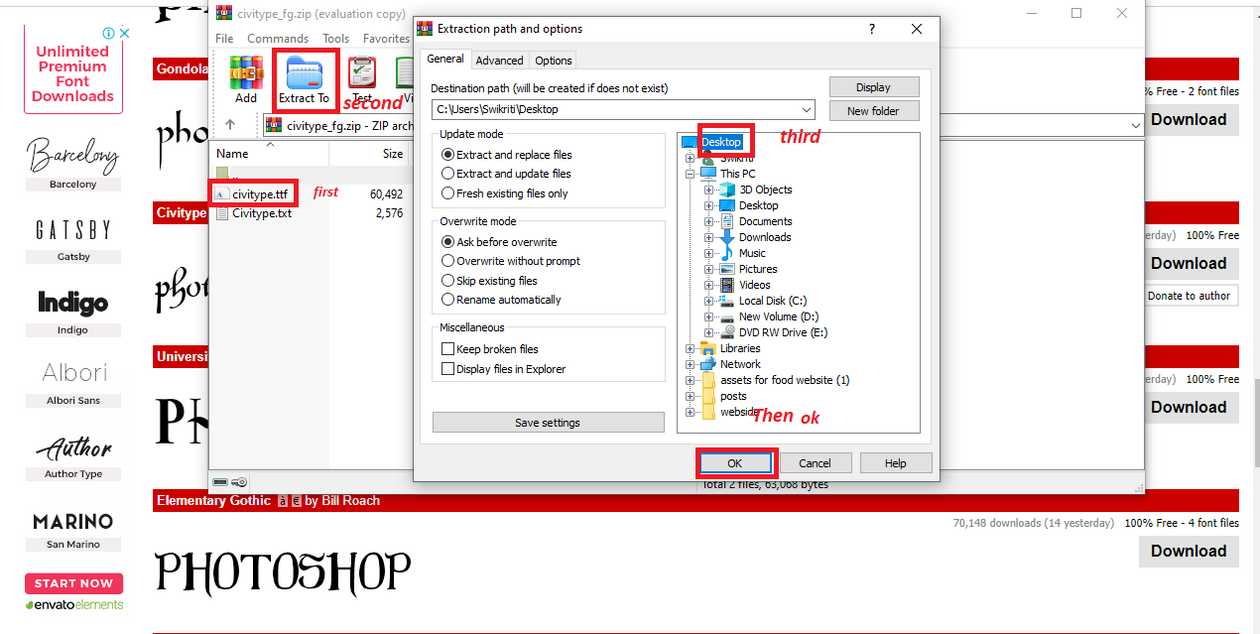 Unlimited
Premium
Font
Downloads
Barcelony
Barcelony
GATSBY
Gatsby
Indigo
Indigo
Albori
Albori Sans
Author
Author Type
MARINO
San Marino
START NOW
envatoelements
Gondola
pho
Civitype
phot
Universi
Ph
civitype_fg.zip (evaluation copy)
File Commands Tools Favorites
Add
Extract To
second
Test
Vi
civitype_fg.zip - ZIP arch
Name Size
..
civitype.ttf 60,492
first
Civitype.txt 2,576
Total 2 files, 63,068 bytes
Extraction path and options
General Advanced Options
Destination path (will be created if does not exist)
C:\Users\Swikriti\Desktop
Display
New folder
Update mode
Extract and replace files
Extract and update files
Fresh existing files only
Overwrite mode
Ask before overwrite
Overwrite without prompt
Skip existing files
Rename automatically
Miscellaneous
Keep broken files
Display files in Explorer
Save settings
Desktop
third
Swikriti
This PC
3D Objects
Desktop
Documents
Downloads
Music
Pictures
Videos
Local Disk (C:)
New Volume (D:)
DVD RW Drive (E:)
Libraries
Network
assets for food website (1)
posts
webside
Then ok
OK Cancel Help
% Free - 2 font files
Download
erday) 100% Free
Download
Donate to author
erday) 100% Free
Download
Elementary Gothic à € by Bill Roach
70,148 downloads (14 yesterday) 100% Free - 4 font files
Download
PHOTOSHOP